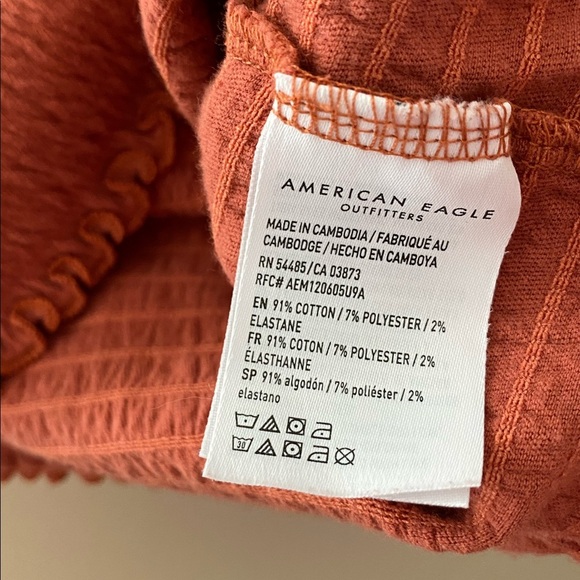 AMERICAN EAGLE
OUTFITTERS
MADE IN CAMBODIA / FABRIQUÉ AU
CAMBODGE / HECHO EN CAMBOYA
RN 54485 / CA 03873
RFC# AEM120605U9A
EN 91% COTTON / 7% POLYESTER / 2%
ELASTANE
FR 91% COTON / 7% POLYESTER / 2%
ÉLASTHANNE
SP 91% algodón / 7% poliéster / 2%
elastano
30